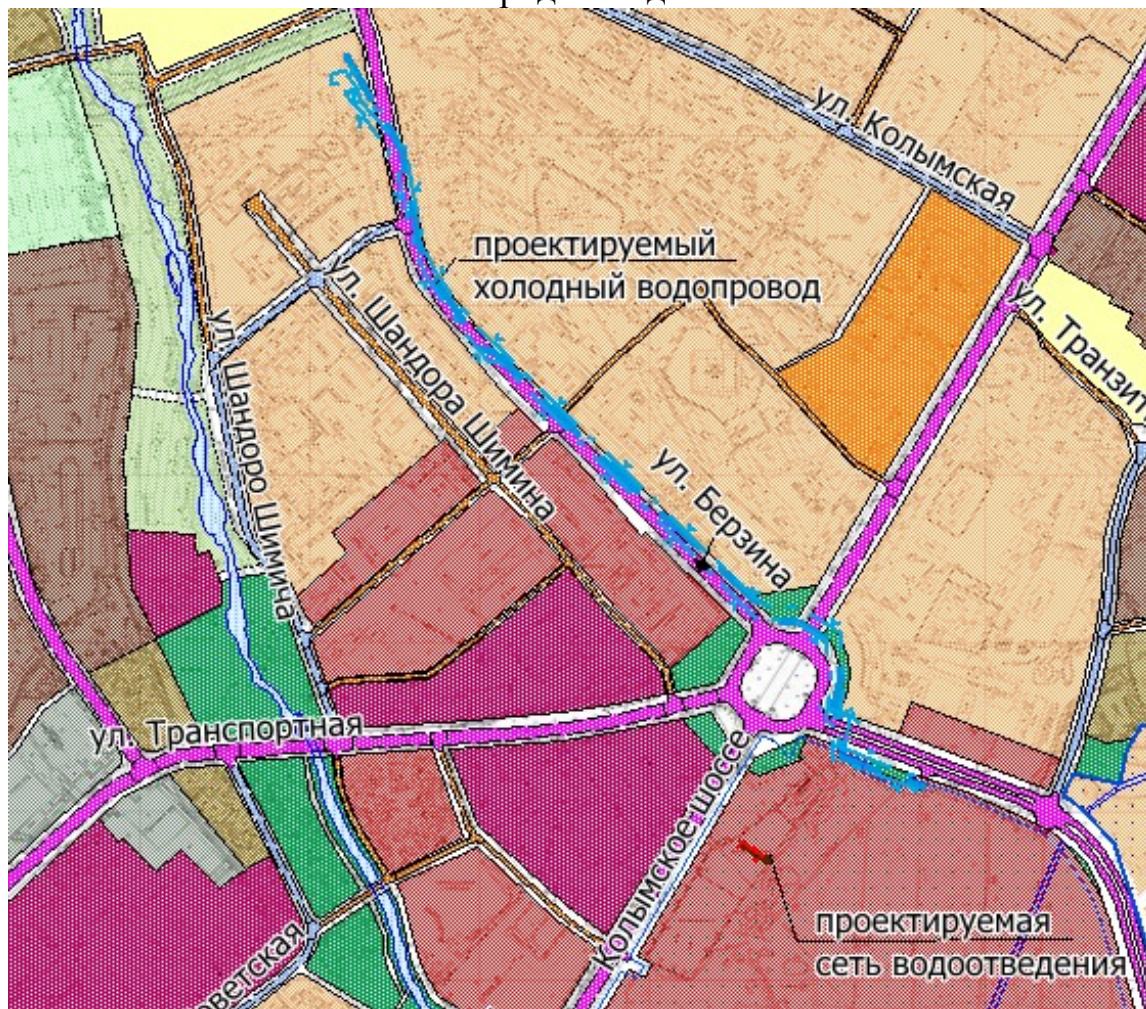 ул. Колымская
проектируемый
холодный водопровод
ул. Шандора Шимина
ул. Транзит
ул. Шандоро Шимича
ул. Берзина
ул. Транспортная
Колымское шоссе
проектируемая
сеть водоотведения
оветская